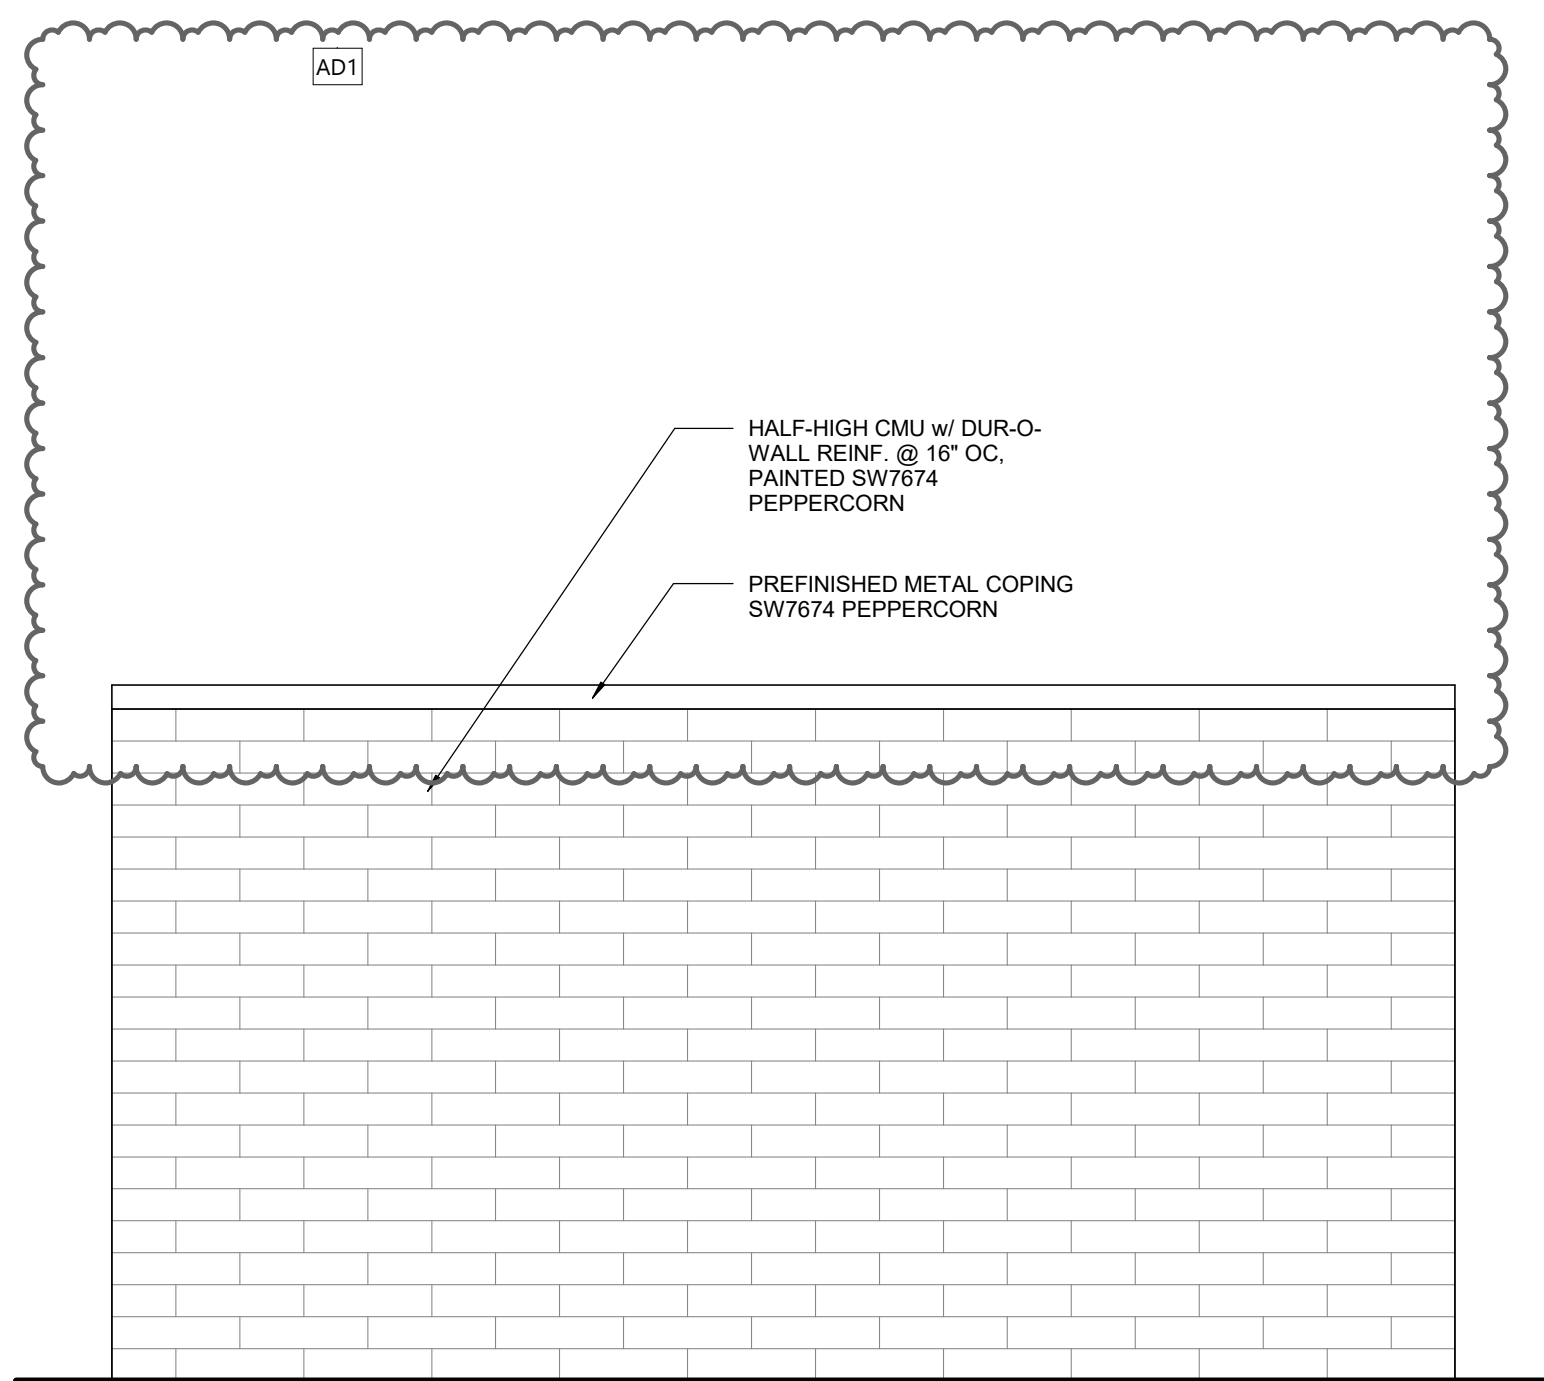 AD1
HALF-HIGH CMU w/ DUR-O-
WALL REINF. @ 16" OC,
PAINTED SW7674
PEPPERCORN
PREFINISHED METAL COPING
SW7674 PEPPERCORN